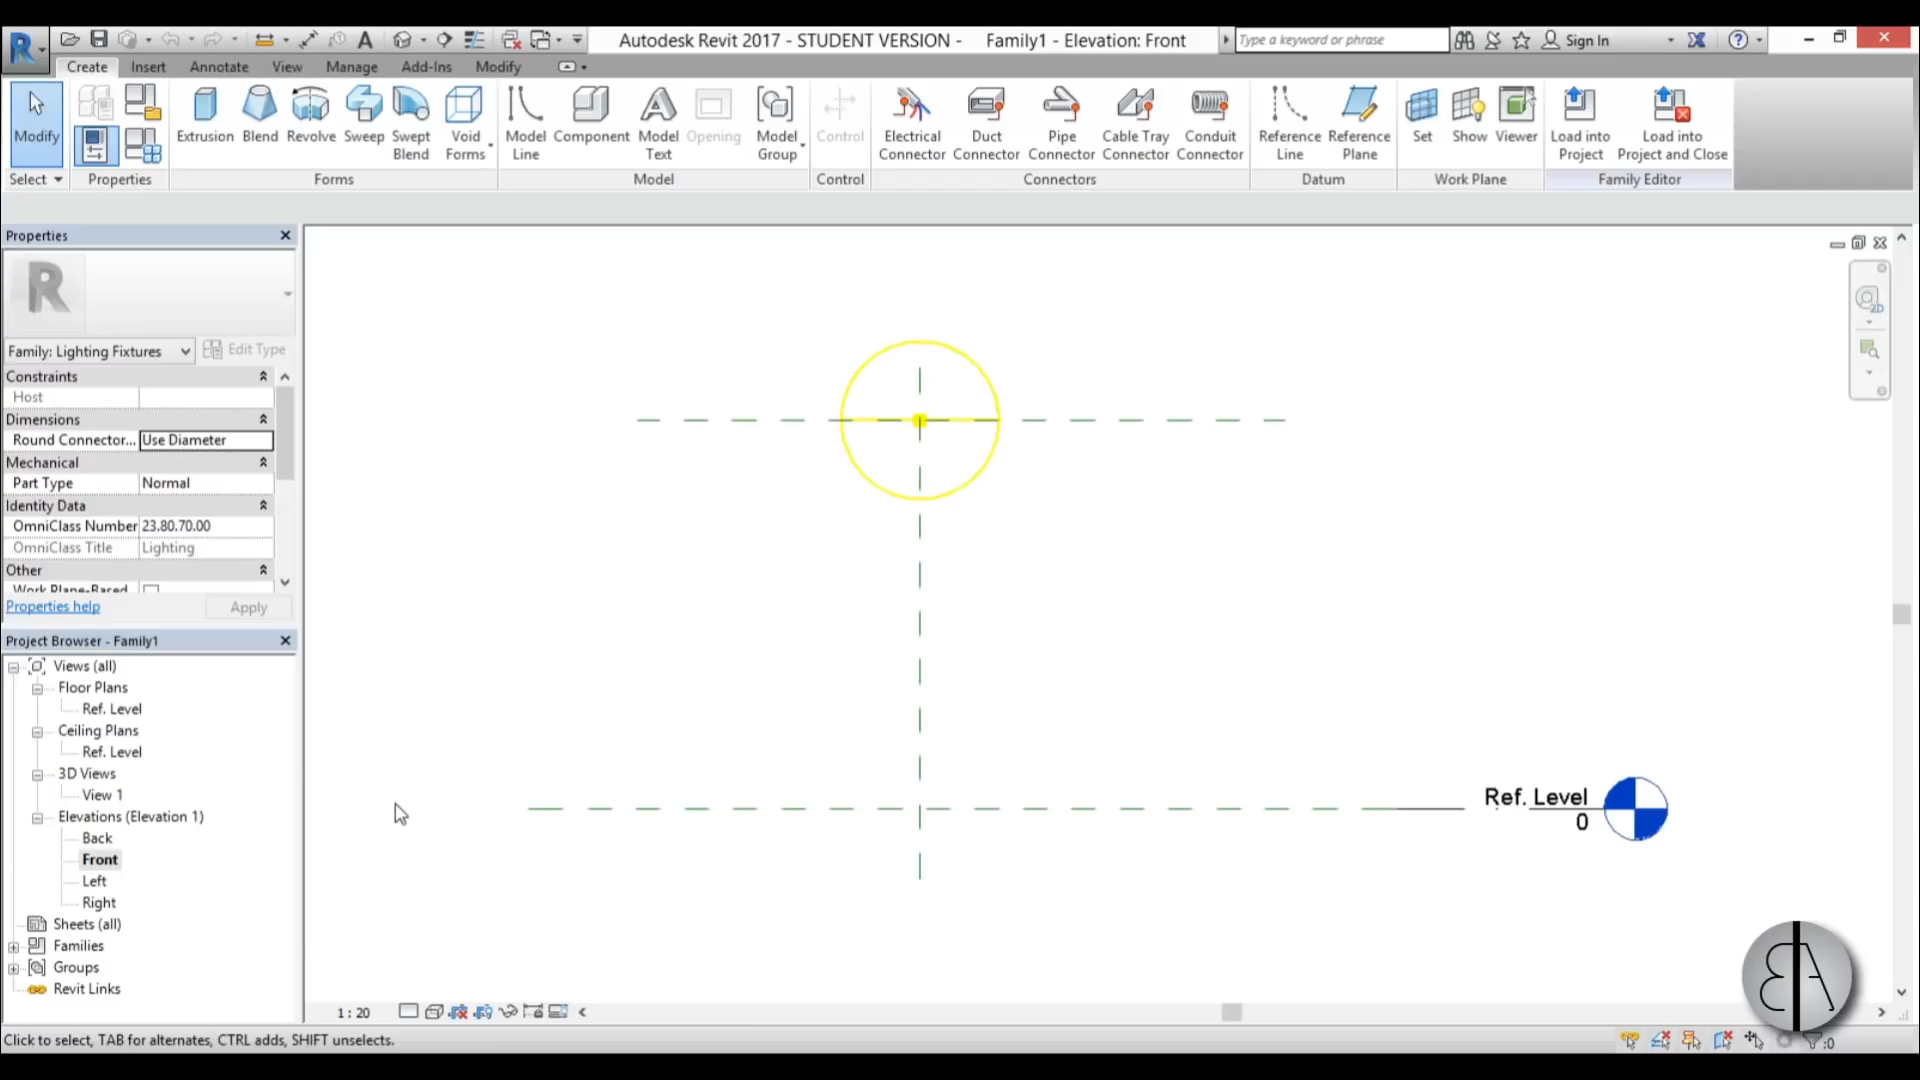 Autodesk Revit 2017 - STUDENT VERSION - Family1 - Elevation: Front
Type a keyword or phrase
Sign In
Create Insert Annotate View Manage Add-Ins Modify
Modify
Extrusion Blend Revolve Sweep Swept Blend Void Forms
Model Line Component Model Text Opening Model Group
Control
Electrical Connector Duct Connector Pipe Connector Cable Tray Connector Conduit Connector
Reference Line Reference Plane
Set Show Viewer
Load into Project Load into Project and Close
Select Properties Forms Model Control Connectors Datum Work Plane Family Editor
Properties
R
Family: Lighting Fixtures Edit Type
Constraints
Host
Dimensions
Round Connector... Use Diameter
Mechanical
Part Type Normal
Identity Data
OmniClass Number 23.80.70.00
OmniClass Title Lighting
Other
Work Plane-Based
Properties help Apply
Project Browser - Family1
Views (all)
Floor Plans
Ref. Level
Ceiling Plans
Ref. Level
3D Views
View 1
Elevations (Elevation 1)
Back
Front
Left
Right
Sheets (all)
Families
Groups
Revit Links
2D
Ref. Level
0
1 : 20
Click to select, TAB for alternates, CTRL adds, SHIFT unselects.
:0